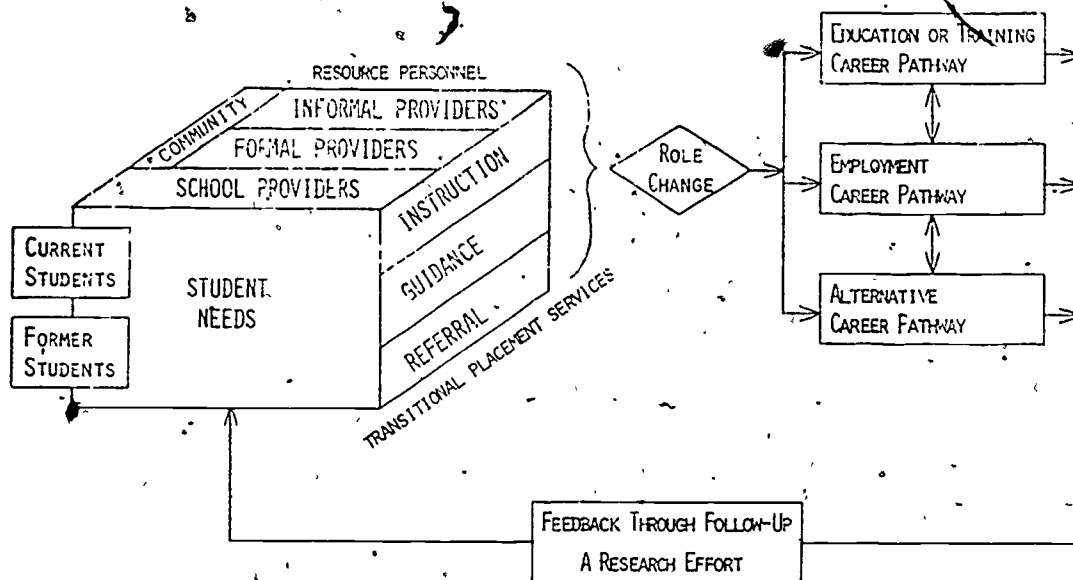 RESOURCE PERSONNEL
COMMUNITY
INFORMAL PROVIDERS
FORMAL PROVIDERS
SCHOOL PROVIDERS
INSTRUCTION
GUIDANCE
REFERRAL
TRANSITIONAL PLACEMENT SERVICES
CURRENT
STUDENTS
FORMER
STUDENTS
STUDENT
NEEDS
ROLE
CHANGE
EDUCATION OR TRAINING
CAREER PATHWAY
EMPLOYMENT
CAREER PATHWAY
ALTERNATIVE
CAREER PATHWAY
FEEDBACK THROUGH FOLLOW-UP
A RESEARCH EFFORT